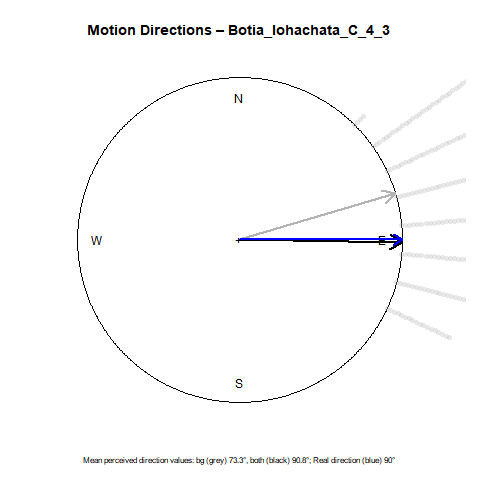 Motion Directions – Botia_lohachata_C_4_3
N
W
E
S
Mean perceived direction values: bg (grey) 73.3°, both (black) 90.8°; Real direction (blue) 90°